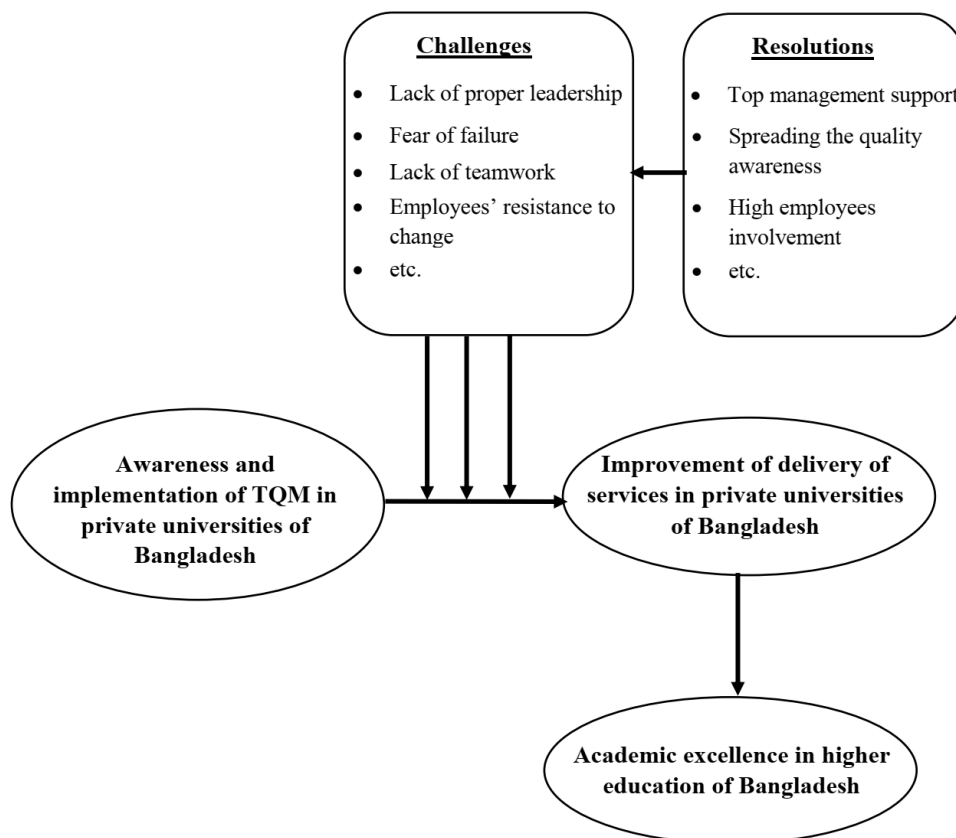 Challenges
• Lack of proper leadership
• Fear of failure
• Lack of teamwork
• Employees’ resistance to
change
• etc.
Resolutions
• Top management support
• Spreading the quality
awareness
• High employees
involvement
• etc.
Awareness and
implementation of TQM in
private universities of
Bangladesh
Improvement of delivery of
services in private universities
of Bangladesh
Academic excellence in higher
education of Bangladesh